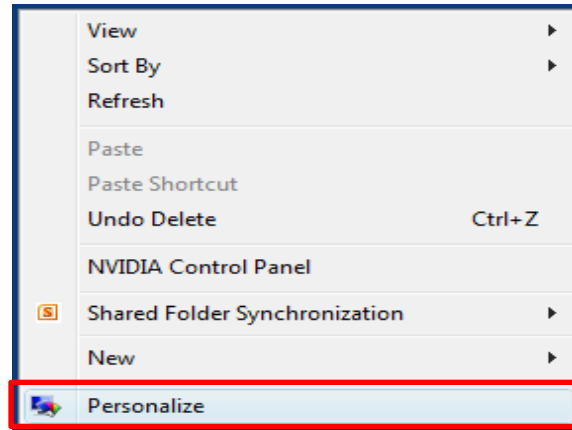 View
Sort By
Refresh
Paste
Paste Shortcut
Undo Delete Ctrl+Z
NVIDIA Control Panel
S Shared Folder Synchronization
New
Personalize